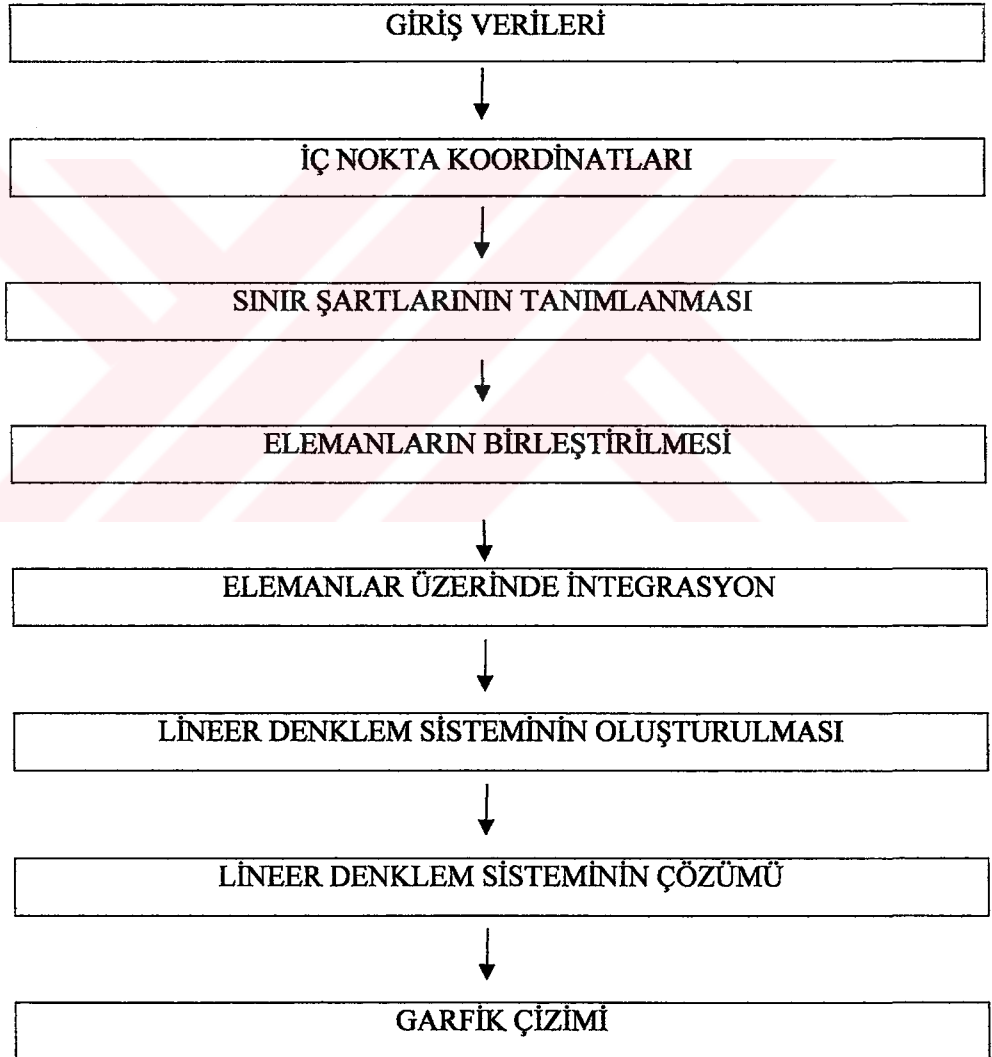 GİRİŞ VERİLERİ
İÇ NOKTA KOORDİNATLARI
SINIR ŞARTLARININ TANIMLANMASI
ELEMANLARIN BİRLEŞTİRİLMESİ
ELEMANLAR ÜZERİNDE İNTEGRASYON
LİNEER DENKLEM SİSTEMİNİN OLUŞTURULMASI
LİNEER DENKLEM SİSTEMİNİN ÇÖZÜMÜ
GARFİK ÇİZİMİ